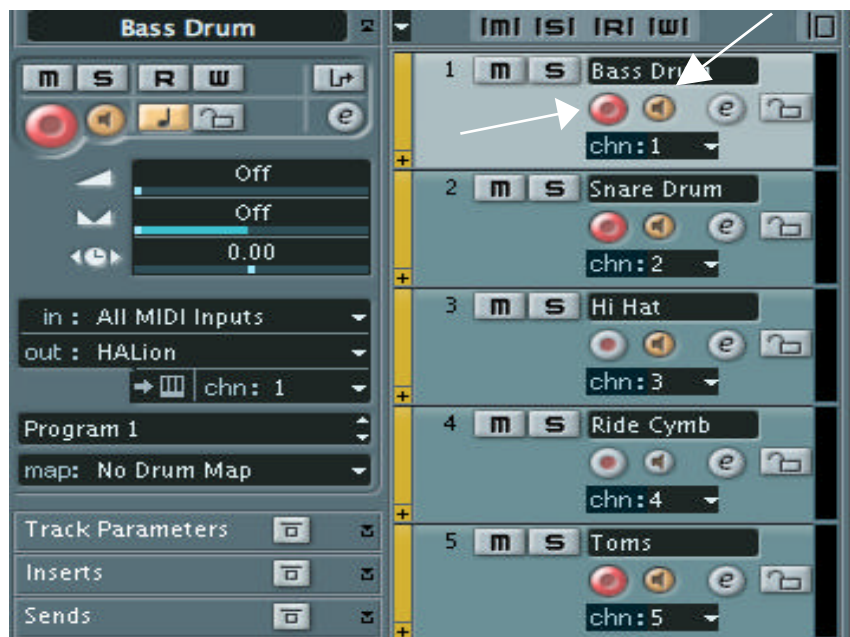 Bass Drum
m S R W
e
Off
Off
0.00
in : All MIDI Inputs
out : HALion
chn: 1
Program 1
map: No Drum Map
Track Parameters
Inserts
Sends
|m| |S| |R| |W|
1 m S Bass Drum
e
chn:1
+
2 m S Snare Drum
e
chn:2
+
3 m S Hi Hat
e
chn:3
+
4 m S Ride Cymb
e
chn:4
+
5 m S Toms
e
chn:5
+